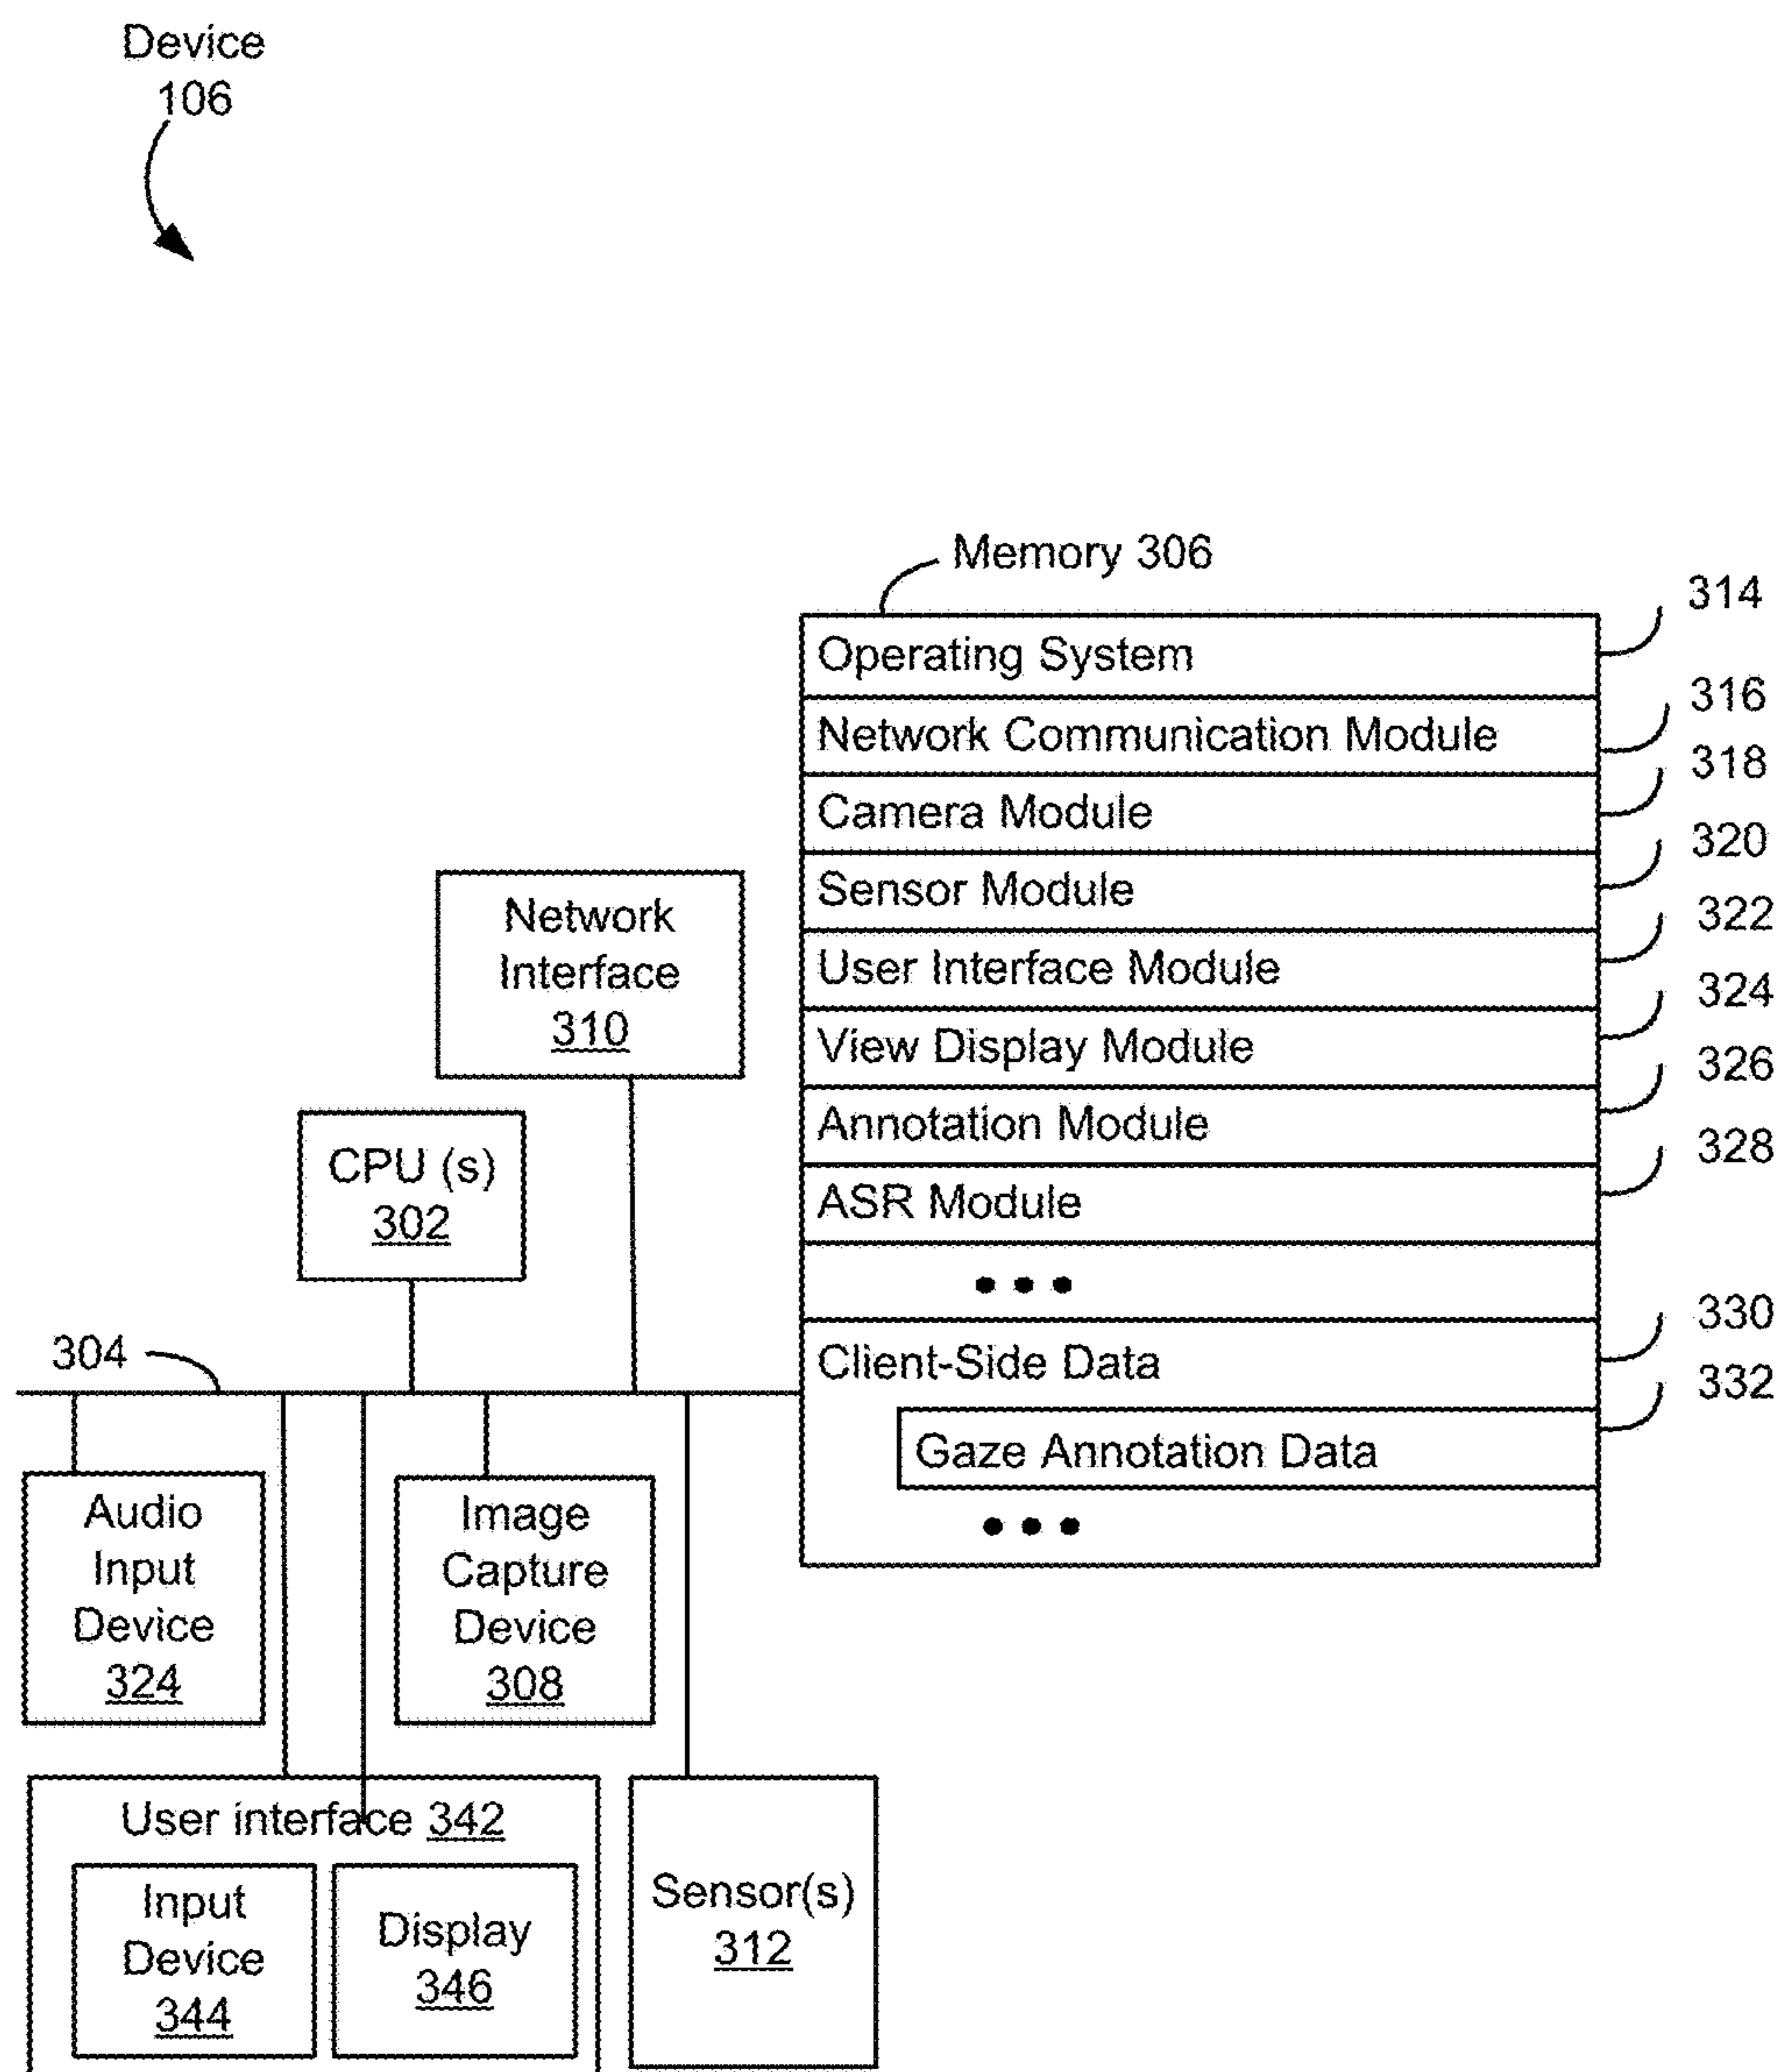 Device
106
Memory 306
314
Operating System
316
Network Communication Module
318
Camera Module
320
Sensor Module
322
User Interface Module
324
View Display Module
326
Annotation Module
328
ASR Module
• • •
330
Client-Side Data
332
Gaze Annotation Data
• • •
Network
Interface
310
CPU (s)
302
304
Audio
Input
Device
324
Image
Capture
Device
308
User interface 342
Input
Device
344
Display
346
Sensor(s)
312